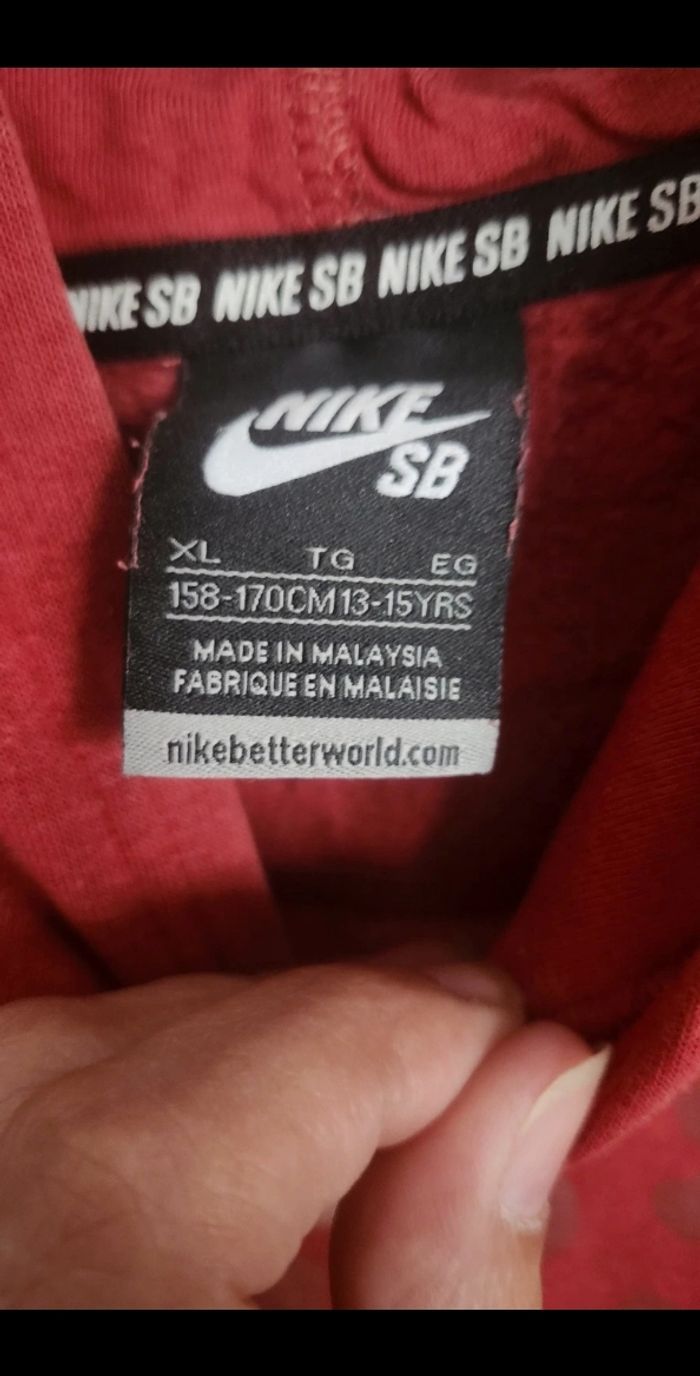 NIKE SB NIKE SB NIKE SB NIKE SB
NIKE
SB
XL TG EG
158-170CM 13-15YRS
MADE IN MALAYSIA
FABRIQUE EN MALAISIE
nikebetterworld.com